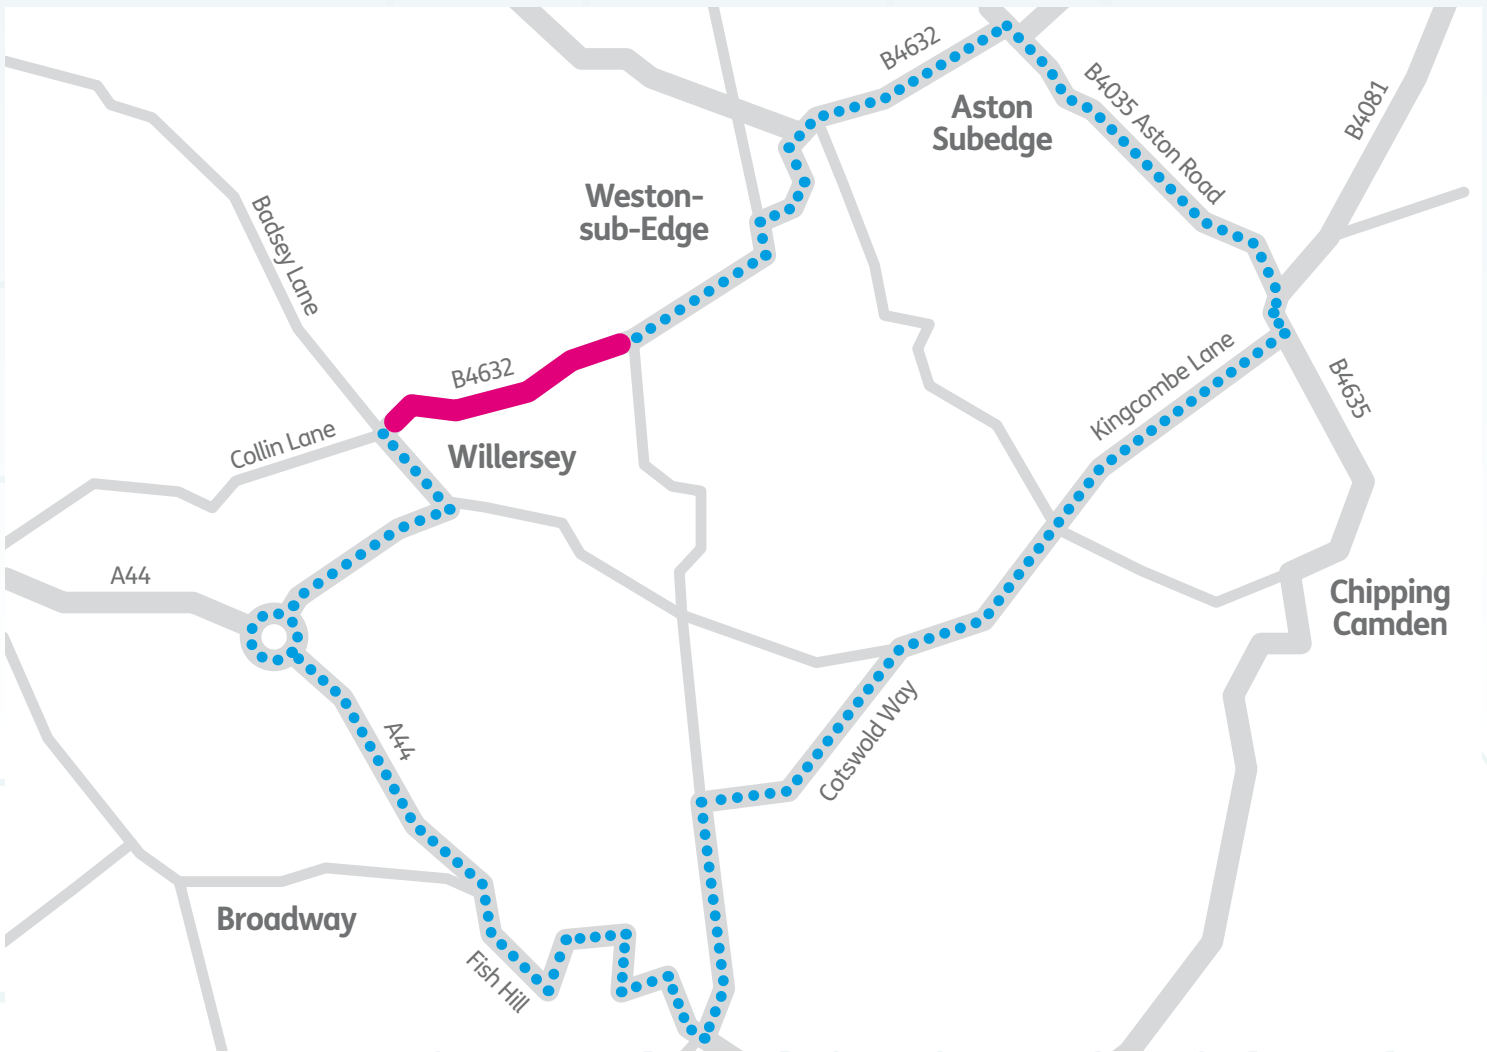 B4632
Aston
Subedge
B4035 Aston Road
B4081
Weston-
sub-Edge
Badsey Lane
B4632
Kingcombe Lane
B4635
Collin Lane
Willersey
A44
Chipping
Camden
Cotswold Way
A44
Broadway
Fish Hill